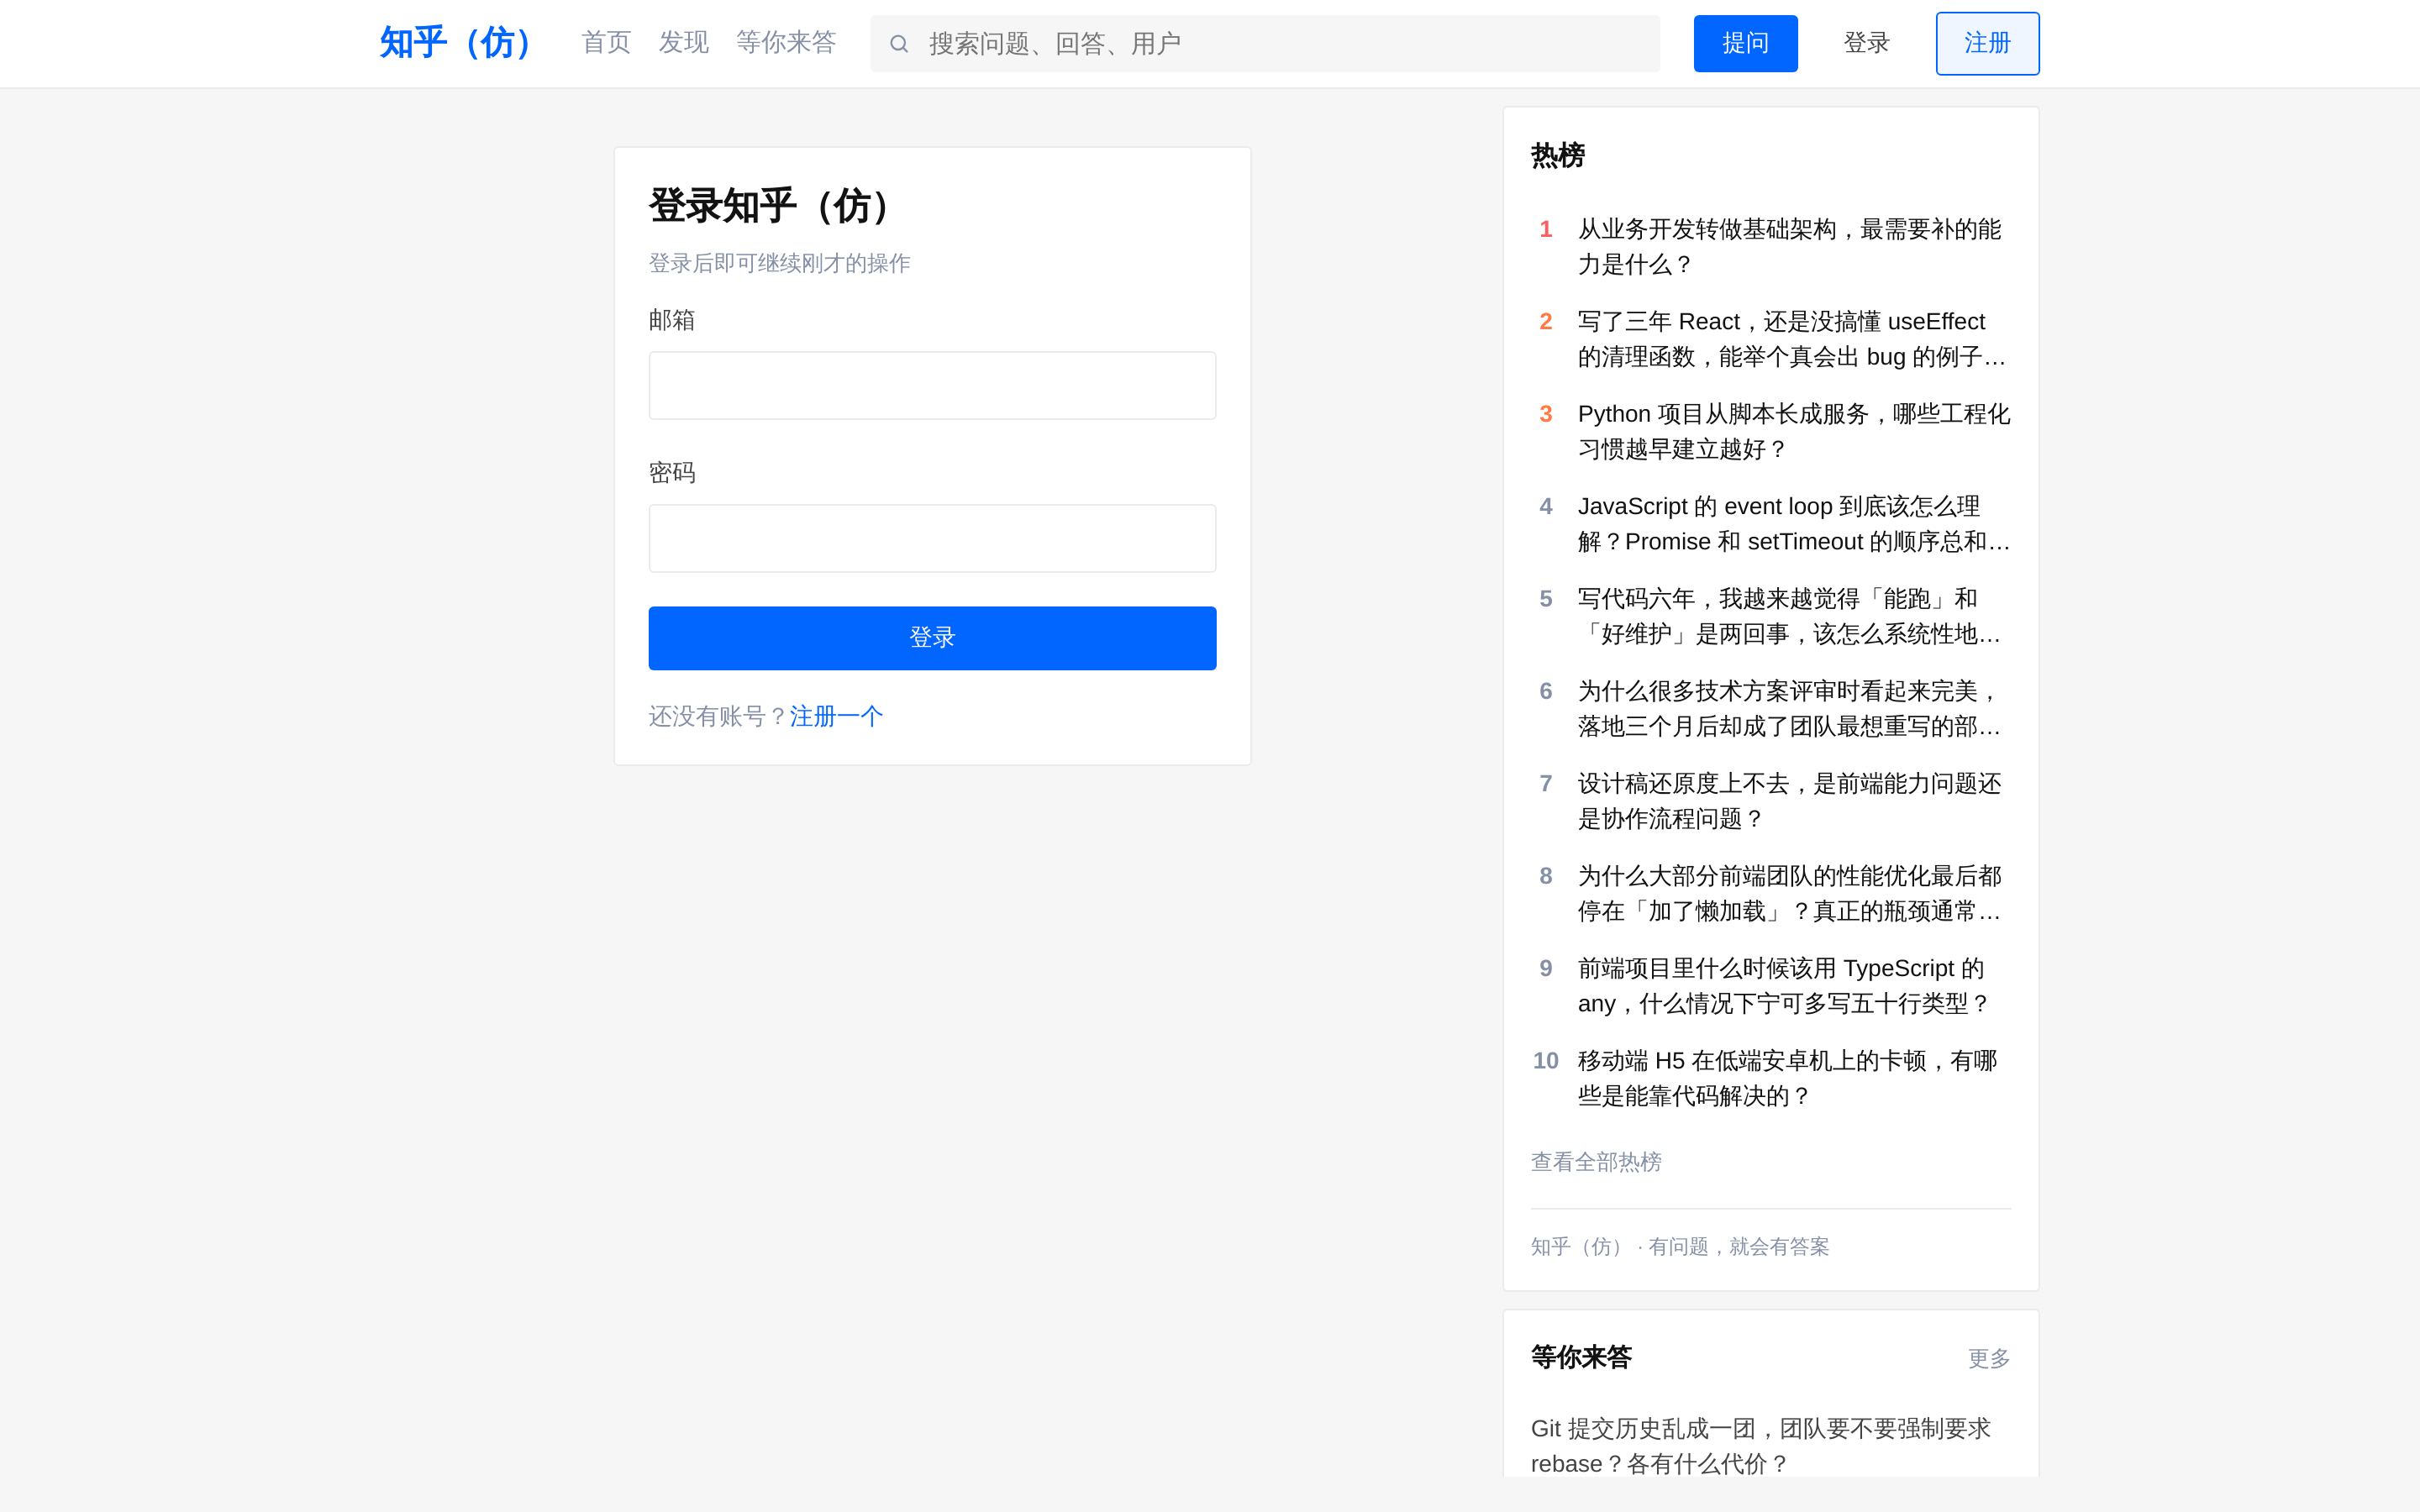 知乎（仿）
首页
发现
等你来答
搜索问题、回答、用户
提问
登录
注册
登录知乎（仿）
登录后即可继续刚才的操作
邮箱
密码
登录
还没有账号？注册一个
热榜
1 从业务开发转做基础架构，最需要补的能
力是什么？
2 写了三年 React，还是没搞懂 useEffect
的清理函数，能举个真会出 bug 的例子…
3 Python 项目从脚本长成服务，哪些工程化
习惯越早建立越好？
4 JavaScript 的 event loop 到底该怎么理
解？Promise 和 setTimeout 的顺序总和…
5 写代码六年，我越来越觉得「能跑」和
「好维护」是两回事，该怎么系统性地…
6 为什么很多技术方案评审时看起来完美，
落地三个月后却成了团队最想重写的部…
7 设计稿还原度上不去，是前端能力问题还
是协作流程问题？
8 为什么大部分前端团队的性能优化最后都
停在「加了懒加载」？真正的瓶颈通常…
9 前端项目里什么时候该用 TypeScript 的
any，什么情况下宁可多写五十行类型？
10 移动端 H5 在低端安卓机上的卡顿，有哪
些是能靠代码解决的？
查看全部热榜
知乎（仿） · 有问题，就会有答案
等你来答
更多
Git 提交历史乱成一团，团队要不要强制要求
rebase？各有什么代价？